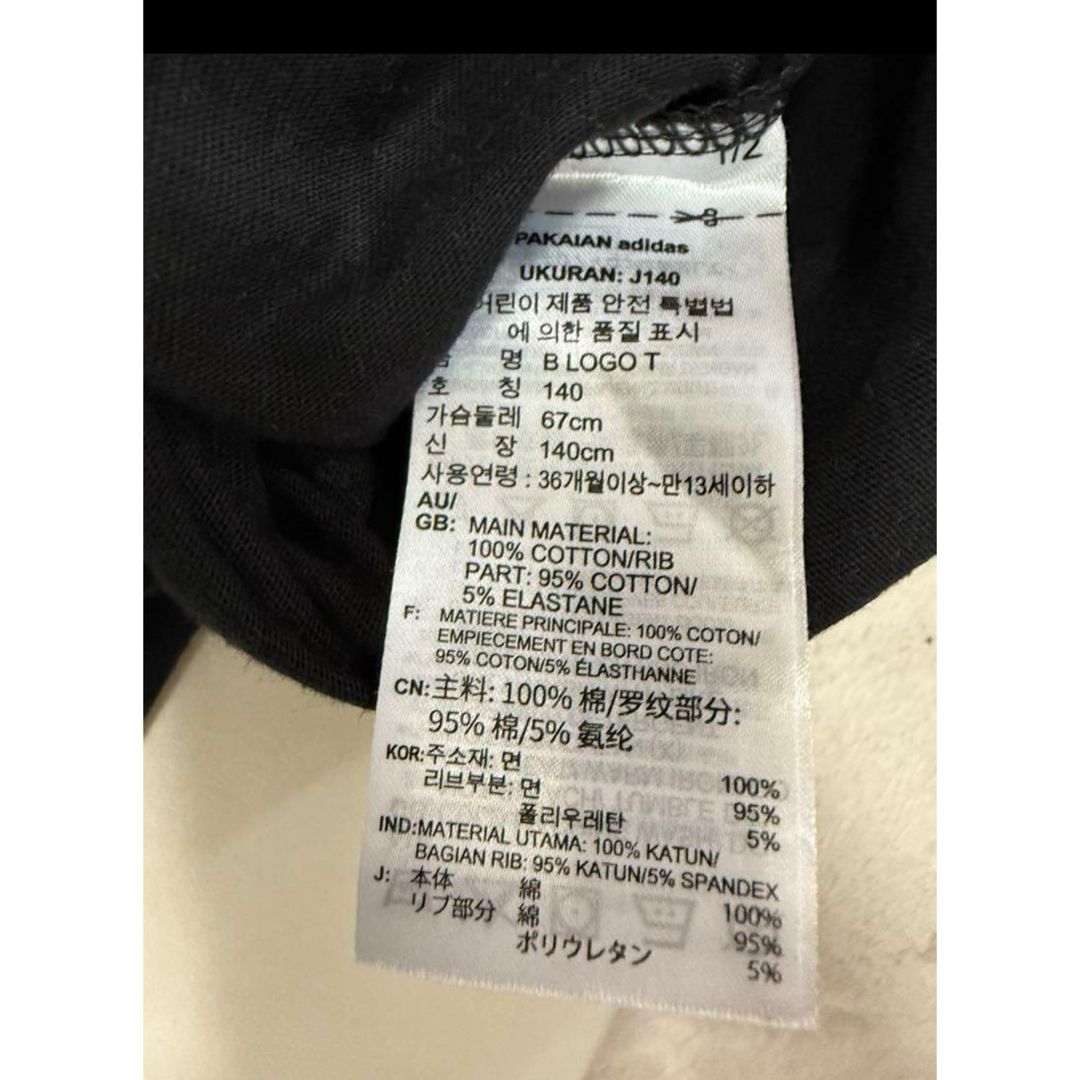 1/2
PAKAIAN adidas
UKURAN: J140
어린이 제품 안전 특별법
에 의한 품질 표시
명 B LOGO T
호 칭 140
가슴둘레 67cm
신 장 140cm
사용연령 : 36개월이상~만13세이하
AU/
GB: MAIN MATERIAL:
100% COTTON/RIB
PART: 95% COTTON/
5% ELASTANE
F: MATIERE PRINCIPALE: 100% COTON/
EMPIECEMENT EN BORD COTE:
95% COTON/5% ÉLASTHANNE
CN:主料: 100% 棉/罗纹部分:
95% 棉/5% 氨纶
KOR:주소재: 면 100%
리브부분: 면 95%
폴리우레탄 5%
IND:MATERIAL UTAMA: 100% KATUN/
BAGIAN RIB: 95% KATUN/5% SPANDEX
J: 本体 綿 100%
リブ部分 綿 95%
ポリウレタン 5%